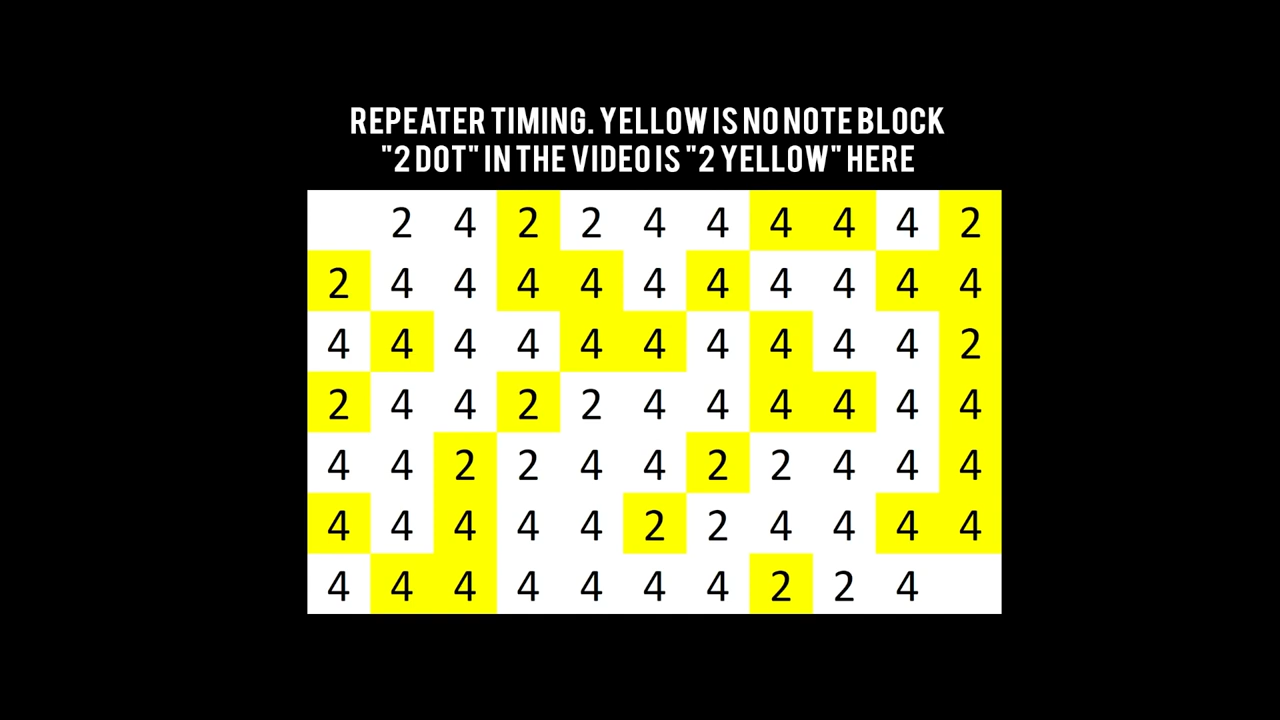 REPEATER TIMING. YELLOW IS NO NOTE BLOCK
"2 DOT" IN THE VIDEO IS "2 YELLOW" HERE
2 4 2 2 4 4 4 4 4 2
2 4 4 4 4 4 4 4 4 4 4
4 4 4 4 4 4 4 4 4 4 2
2 4 4 2 2 4 4 4 4 4 4
4 4 2 2 4 4 2 2 4 4 4
4 4 4 4 4 2 2 4 4 4 4
4 4 4 4 4 4 4 2 2 4